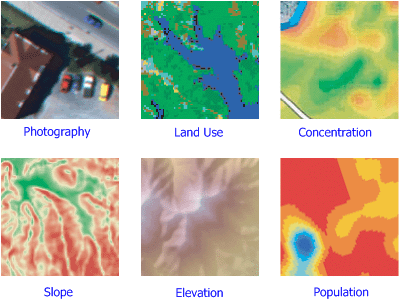 Photography
Land Use
Concentration
Slope
Elevation
Population